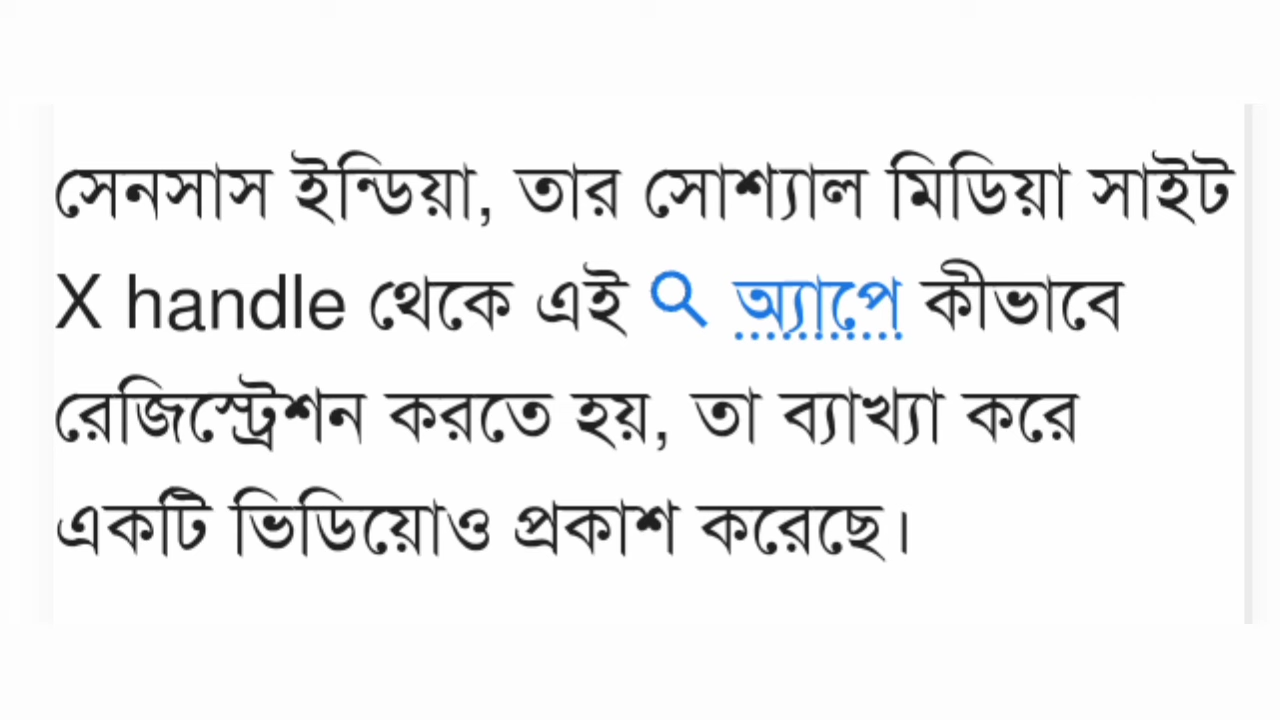 সেনসাস ইন্ডিয়া, তার সোশ্যাল মিডিয়া সাইট
X handle থেকে এই অ্যাপে কীভাবে
রেজিস্ট্রেশন করতে হয়, তা ব্যাখ্যা করে
একটি ভিডিয়োও প্রকাশ করেছে।